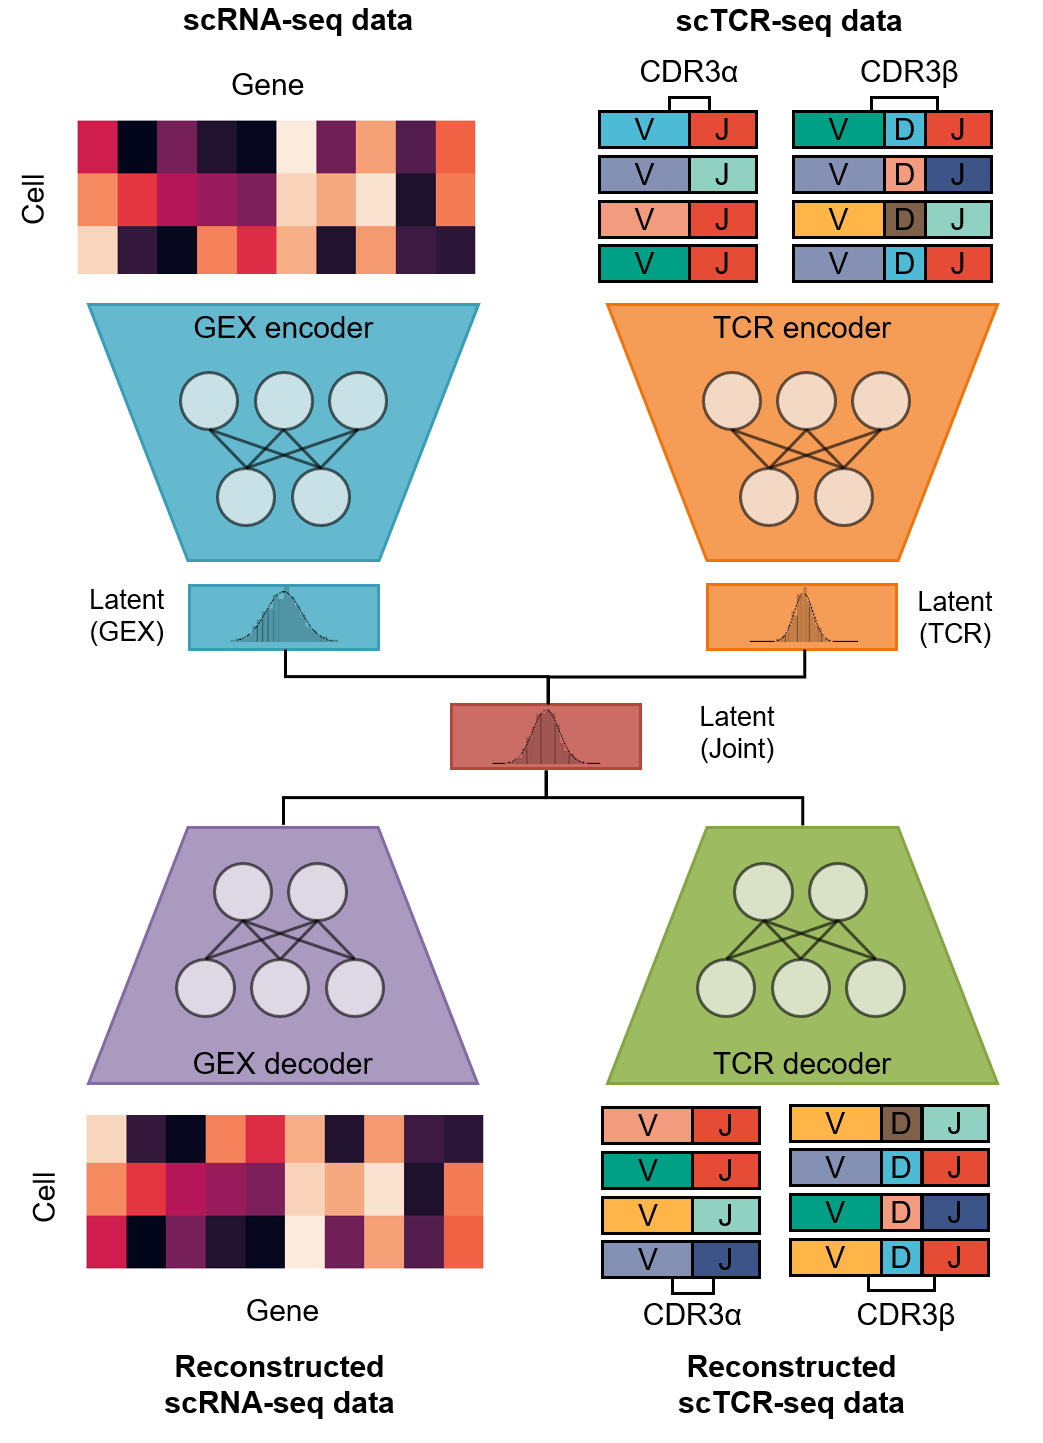 scRNA-seq data
scTCR-seq data
Gene
CDR3α
CDR3β
Cell
V J
V D J
V J
V D J
V J
V D J
V J
V D J
GEX encoder
TCR encoder
Latent
(GEX)
Latent
(TCR)
Latent
(Joint)
GEX decoder
TCR decoder
Cell
V J
V D J
V J
V D J
V J
V D J
V J
V D J
Gene
CDR3α
CDR3β
Reconstructed
scRNA-seq data
Reconstructed
scTCR-seq data